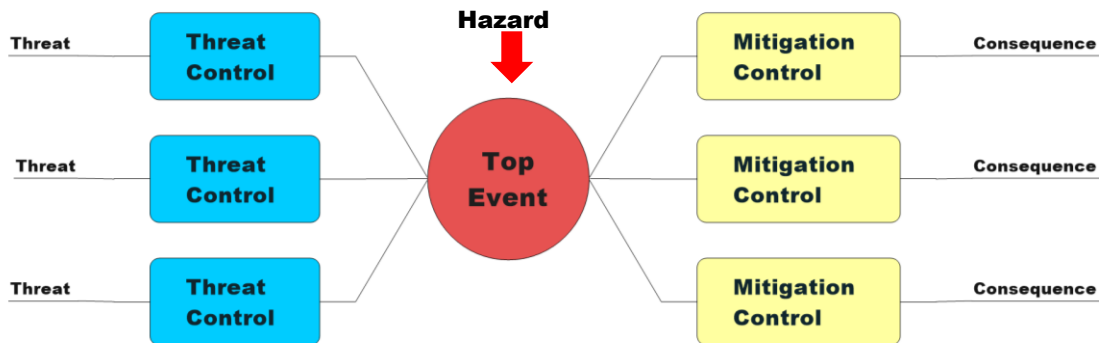 Hazard
Threat
Threat
Control
Mitigation
Control
Consequence
Threat
Threat
Control
Top
Event
Mitigation
Control
Consequence
Threat
Threat
Control
Mitigation
Control
Consequence